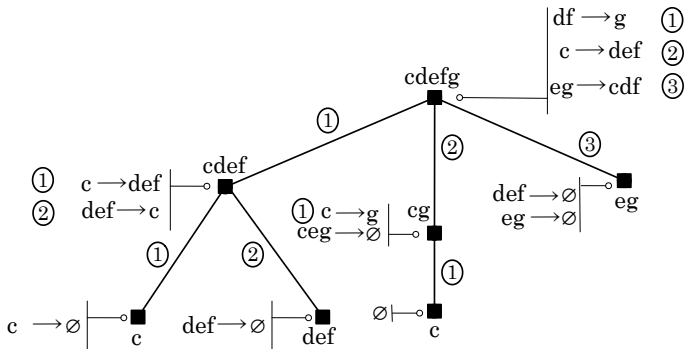 df → g ①
c → def ②
eg → cdf ③
cdefg
①
②
③
cdef
① c → def
② def → c
① c → g
ceg → ∅
cg
def → ∅
eg → ∅
eg
①
②
①
c → ∅
c
def → ∅
def
∅
c